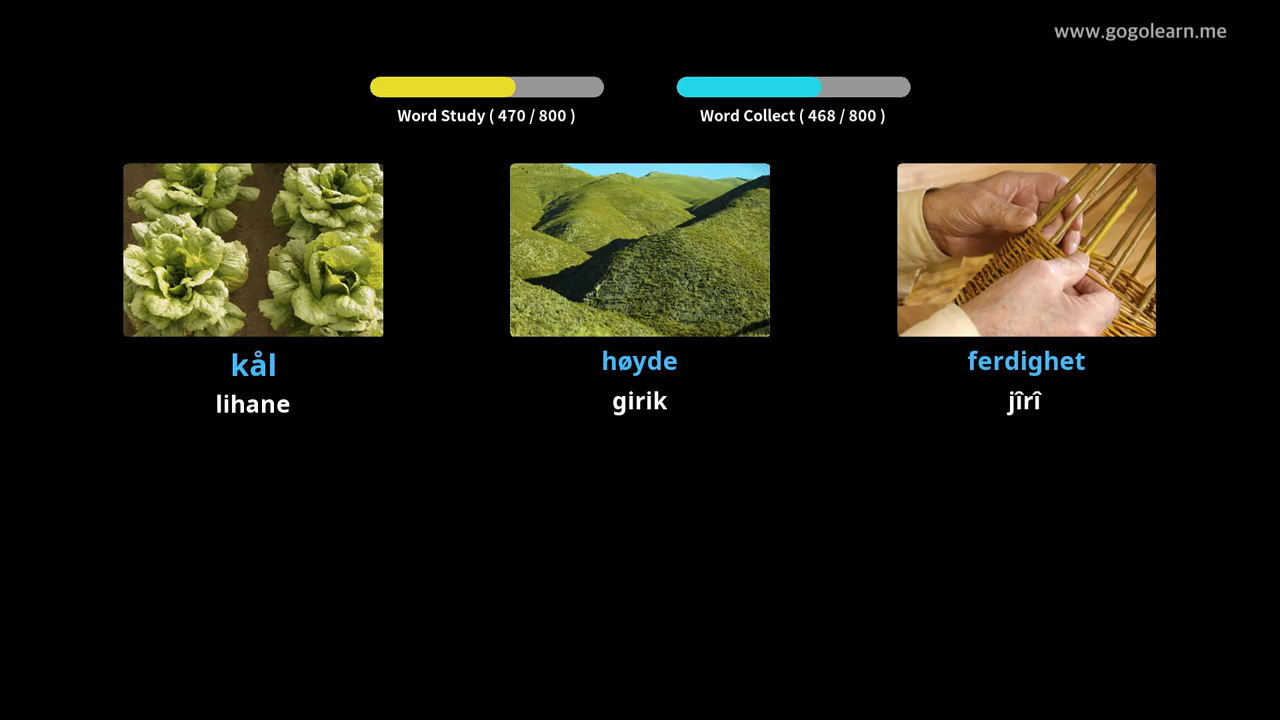 www.gogolearn.me
Word Study ( 470 / 800 )
Word Collect ( 468 / 800 )
kål
høyde
ferdighet
lihane
girik
jîrî